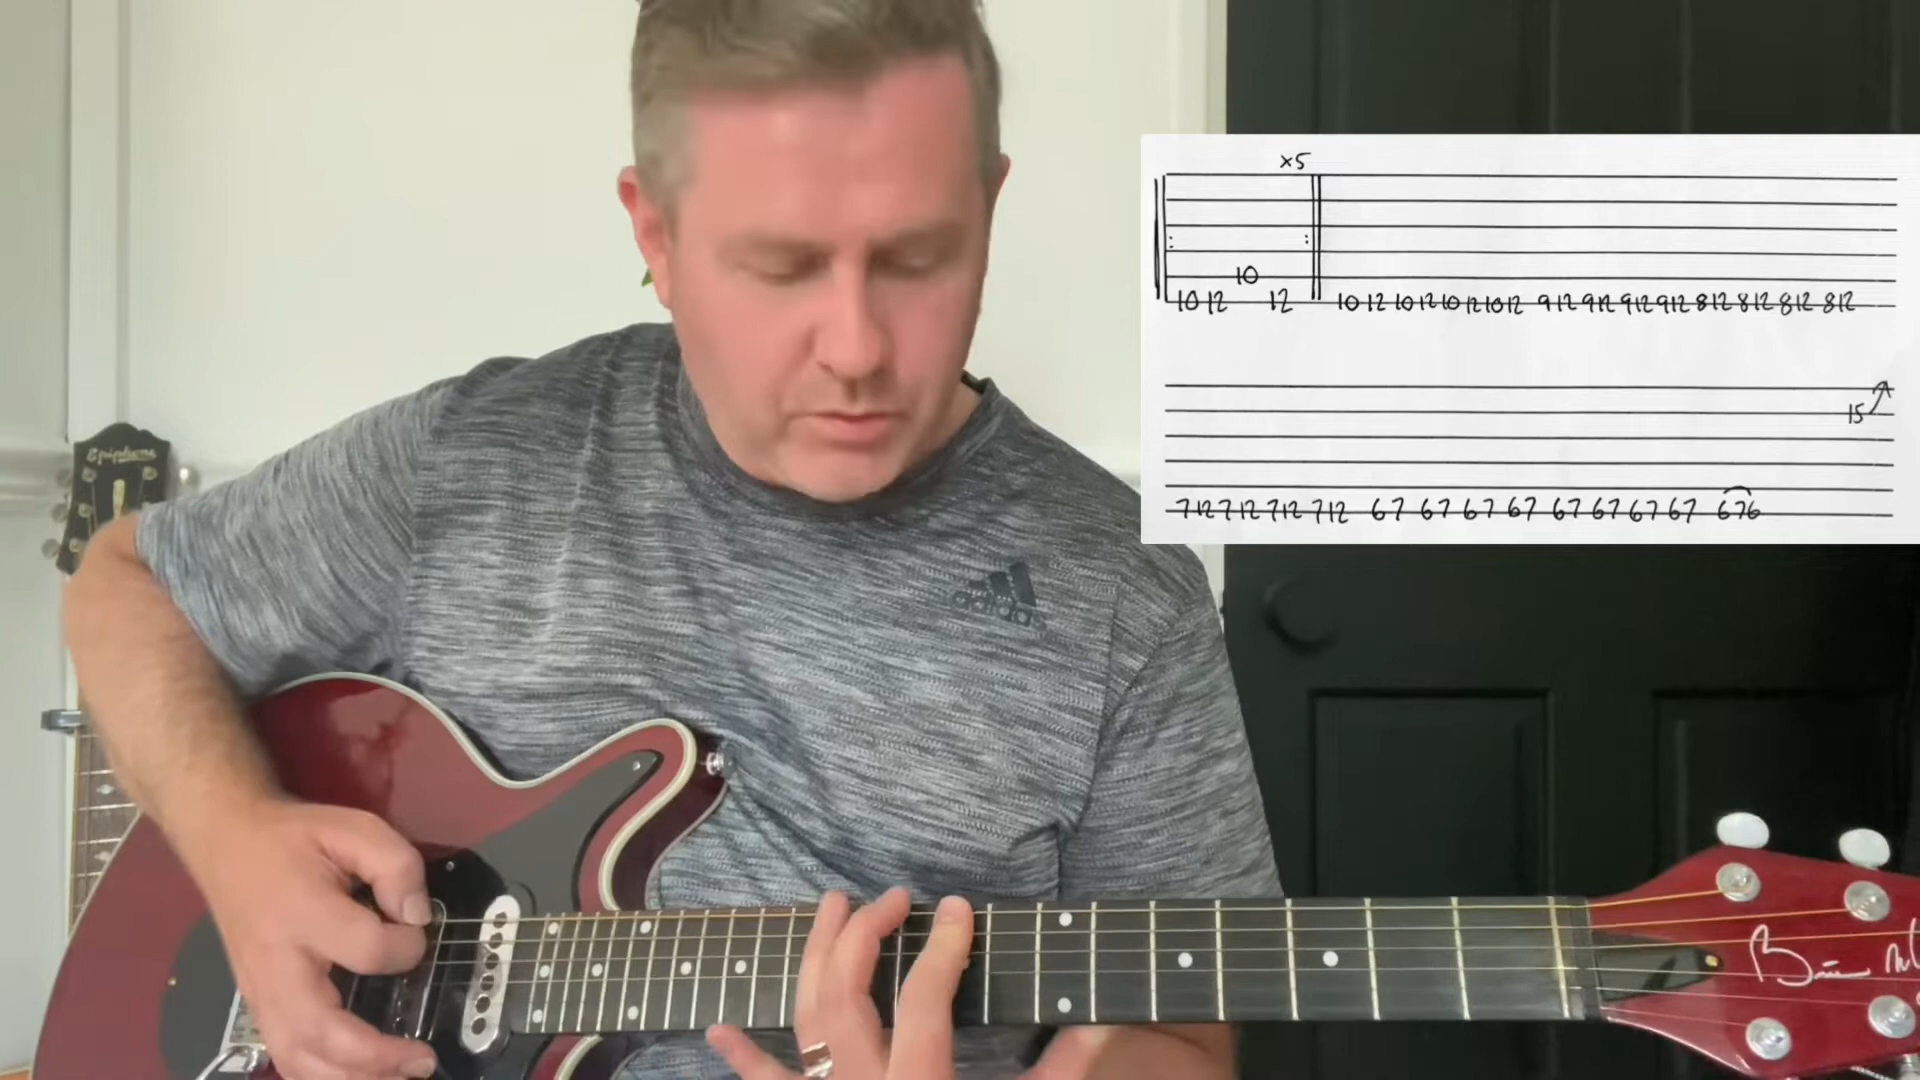 x5
10
10 12 12 10 12 10 12 10 12 10 12 9 12 9 12 9 12 9 12 8 12 8 12 8 12 8 12
15
7 12 7 12 7 12 7 12 6 7 6 7 6 7 6 7 6 7 6 7 6 7 6 7 6 7 6
Epiphone
adidas